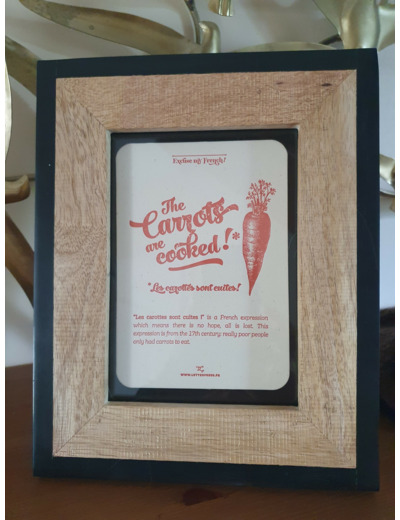 Excuse my French!
The
Carrots
are
cooked!*
*Les carottes sont cuites!
"Les carottes sont cuites !" is a French expression
which means there is no hope, all is lost. This
expression is from the 17th century: really poor people
only had carrots to eat.